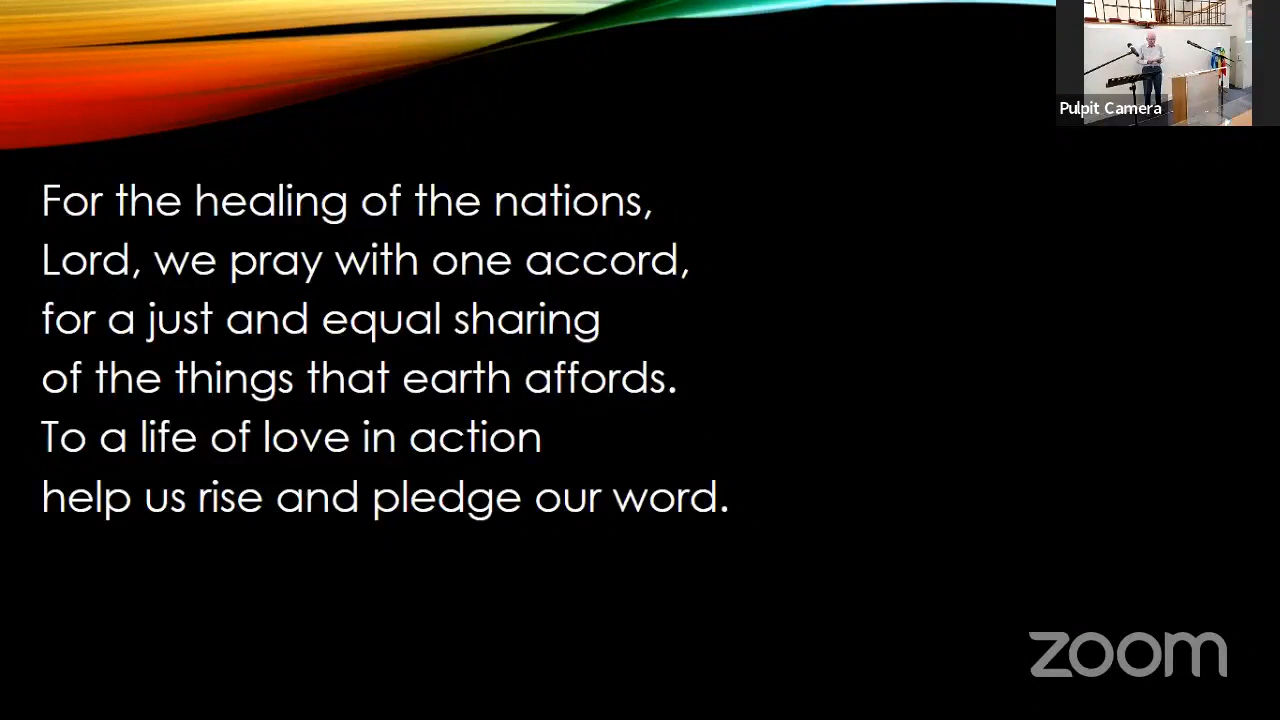 Pulpit Camera
For the healing of the nations,
Lord, we pray with one accord,
for a just and equal sharing
of the things that earth affords.
To a life of love in action
help us rise and pledge our word.
zoom